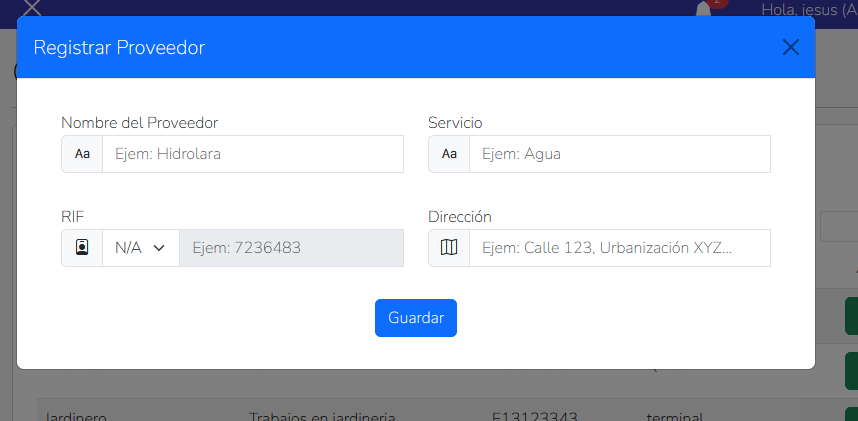 2
Hola, jesus (A
Registrar Proveedor
Nombre del Proveedor
Servicio
Aa Ejem: Hidrolara
Aa Ejem: Agua
RIF
Dirección
N/A Ejem: 7236483
Ejem: Calle 123, Urbanización XYZ...
Guardar
Jardinero Trabajos en jardineria E13123343 terminal